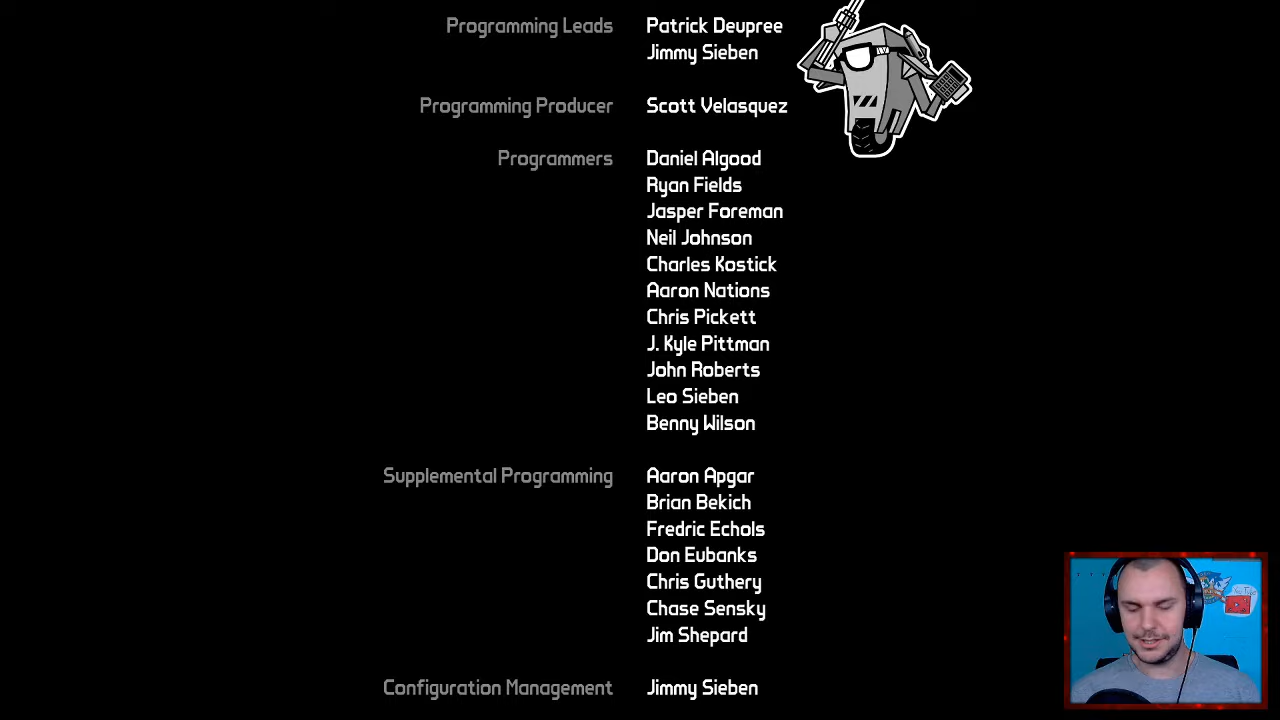 Programming Leads Patrick Deupree
Jimmy Sieben
Programming Producer Scott Velasquez
Programmers Daniel Algood
Ryan Fields
Jasper Foreman
Neil Johnson
Charles Kostick
Aaron Nations
Chris Pickett
J. Kyle Pittman
John Roberts
Leo Sieben
Benny Wilson
Supplemental Programming Aaron Apgar
Brian Bekich
Fredric Echols
Don Eubanks
Chris Guthery
Chase Sensky
Jim Shepard
Configuration Management Jimmy Sieben